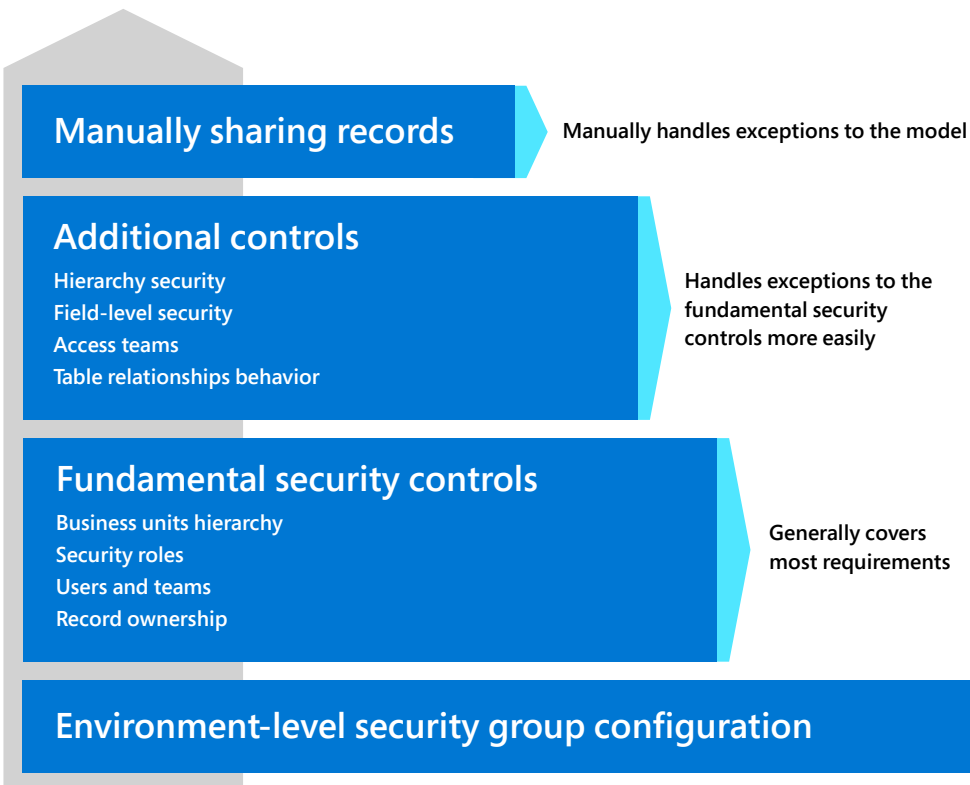 Manually sharing records
Manually handles exceptions to the model
Additional controls
Hierarchy security
Field-level security
Access teams
Table relationships behavior
Handles exceptions to the
fundamental security
controls more easily
Fundamental security controls
Business units hierarchy
Security roles
Users and teams
Record ownership
Generally covers
most requirements
Environment-level security group configuration